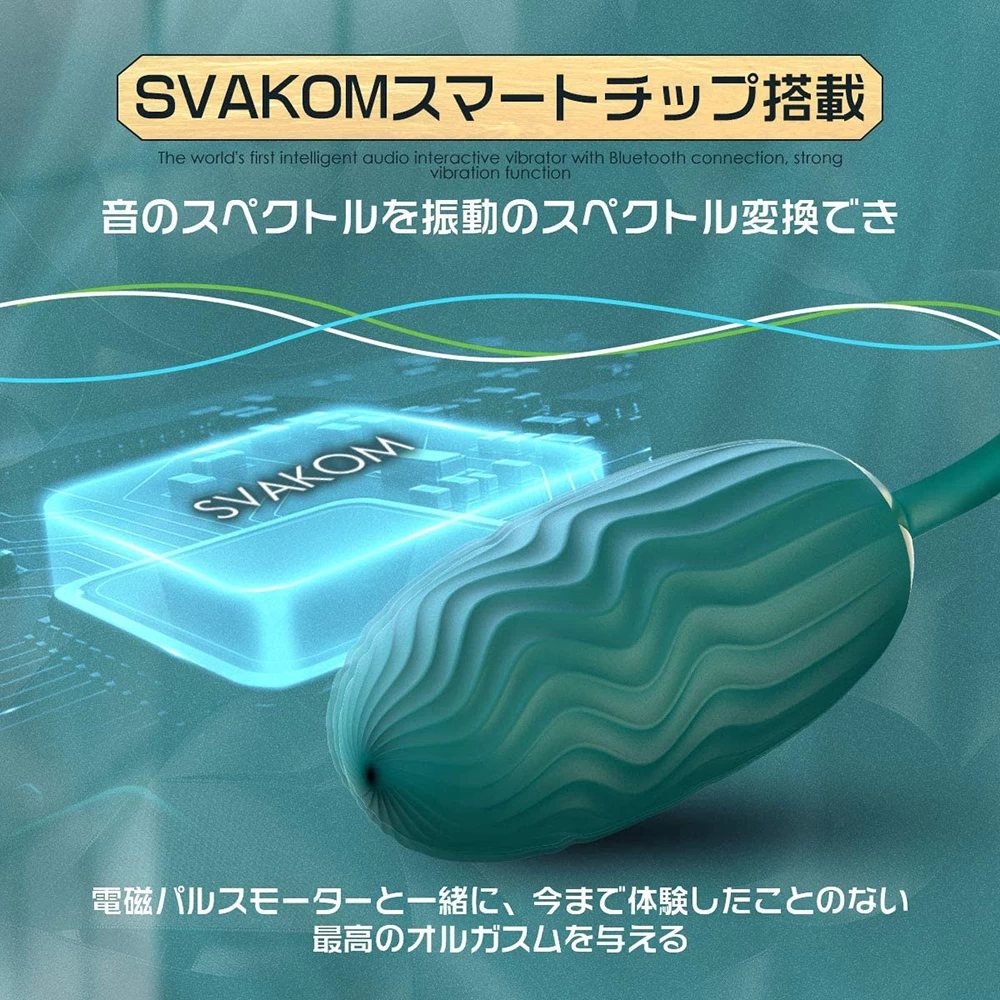 SVAKOMスマートチップ搭載
The world's first intelligent audio interactive vibrator with Bluetooth connection, strong
vibration function
音のスペクトルを振動のスペクトル変換でき
SVAKOM
電磁パルスモーターと一緒に、今まで体験したことのない
最高のオルガスムを与える